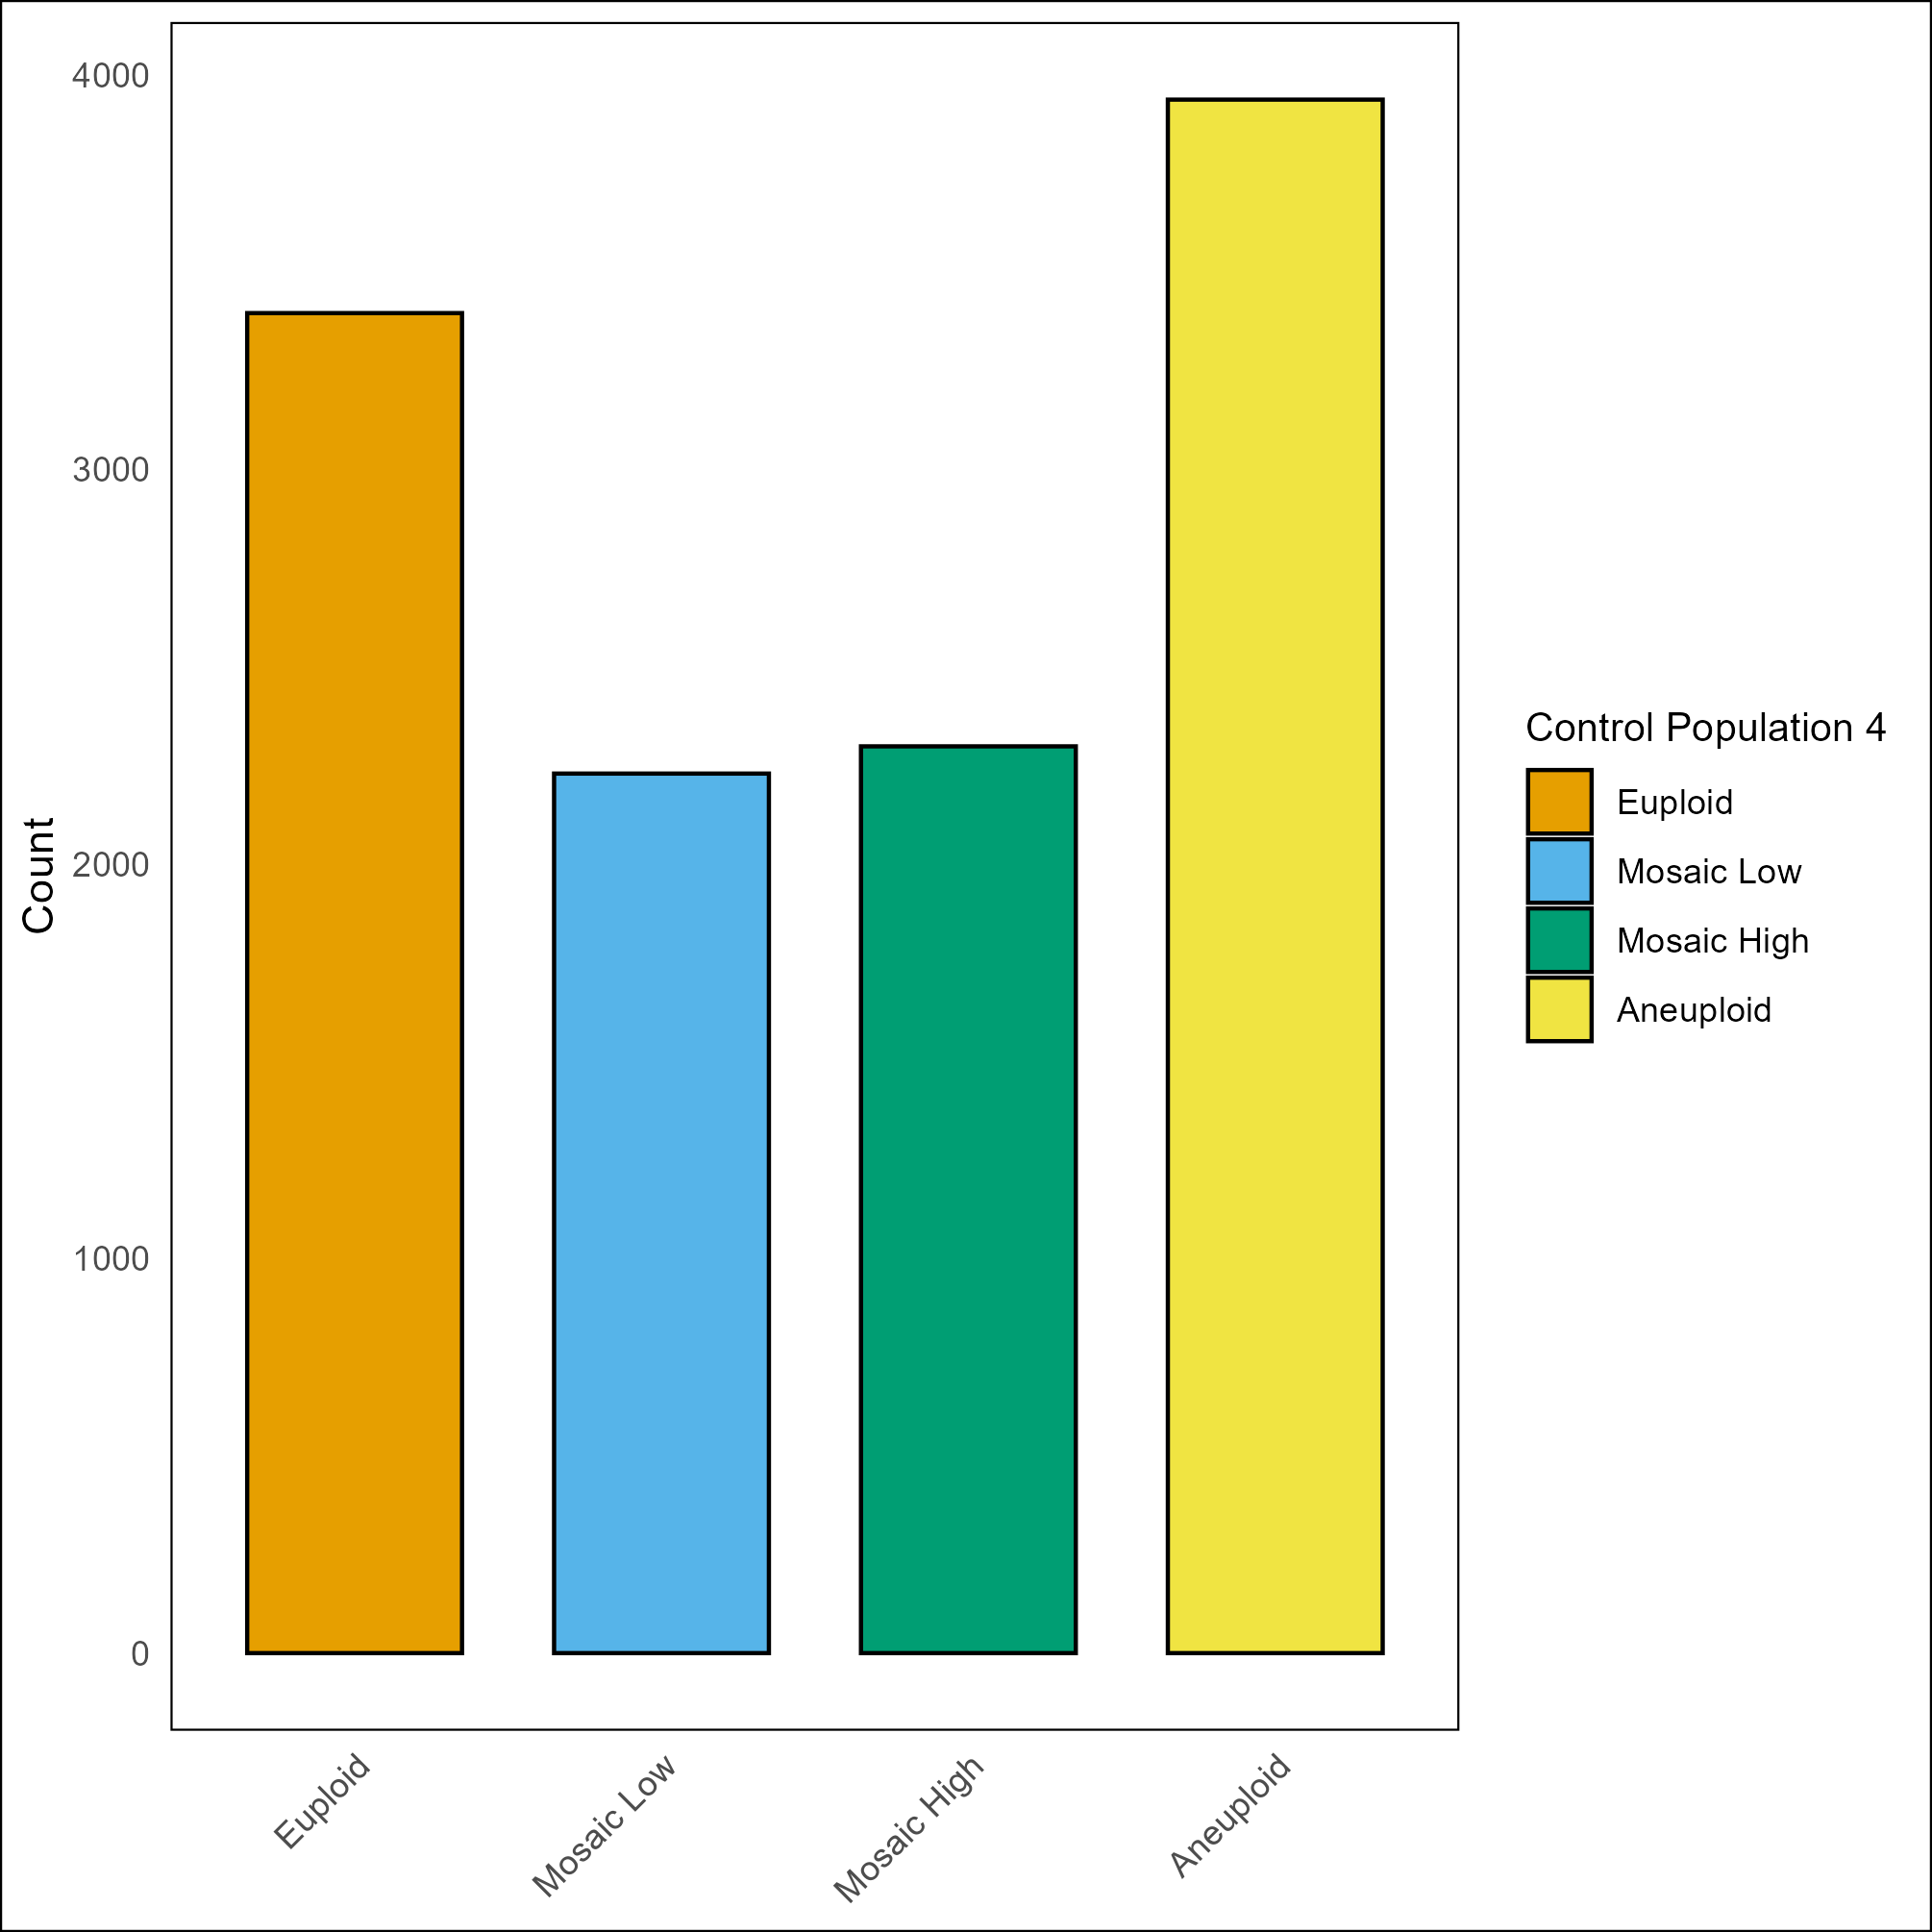 4000
3000
2000
1000
0
Count
Euploid
Mosaic Low
Mosaic High
Aneuploid
Control Population 4
Euploid
Mosaic Low
Mosaic High
Aneuploid